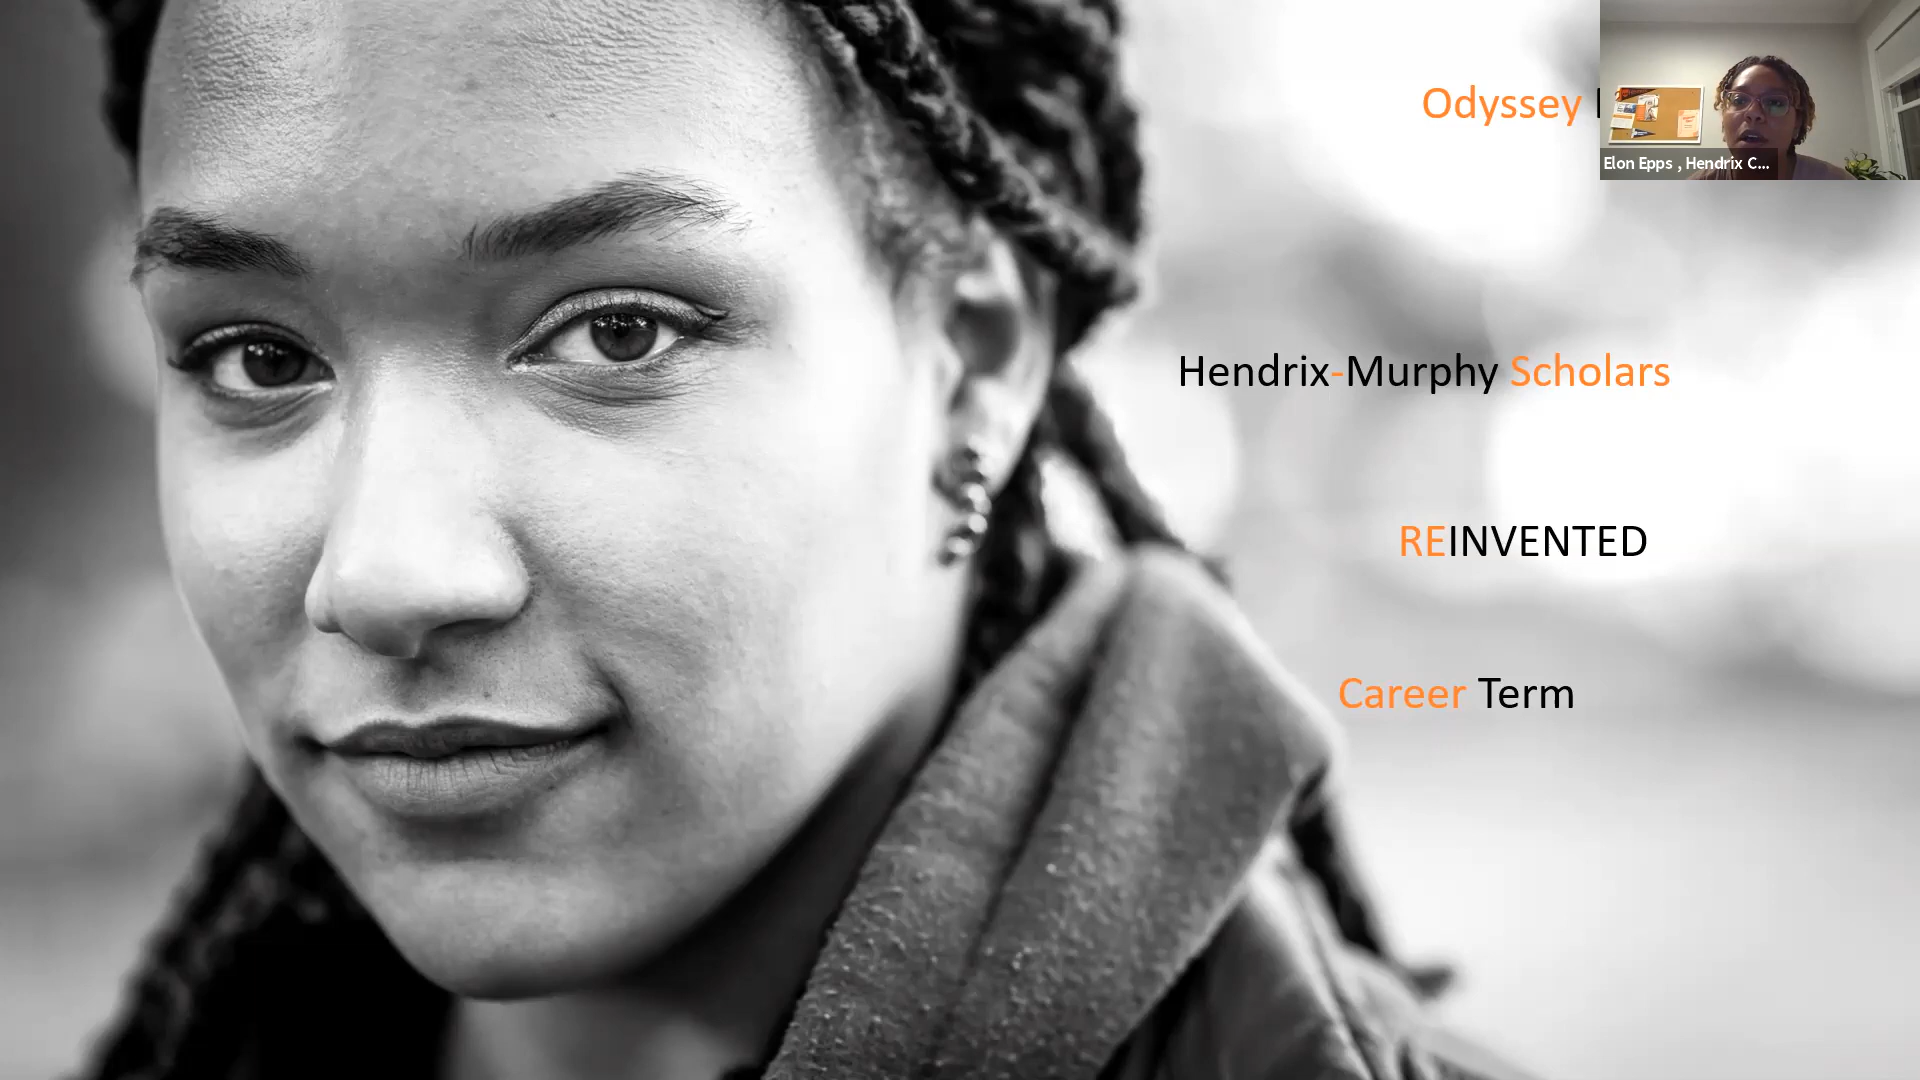 Odyssey
Elon Epps , Hendrix C...
Hendrix-Murphy Scholars
REINVENTED
Career Term